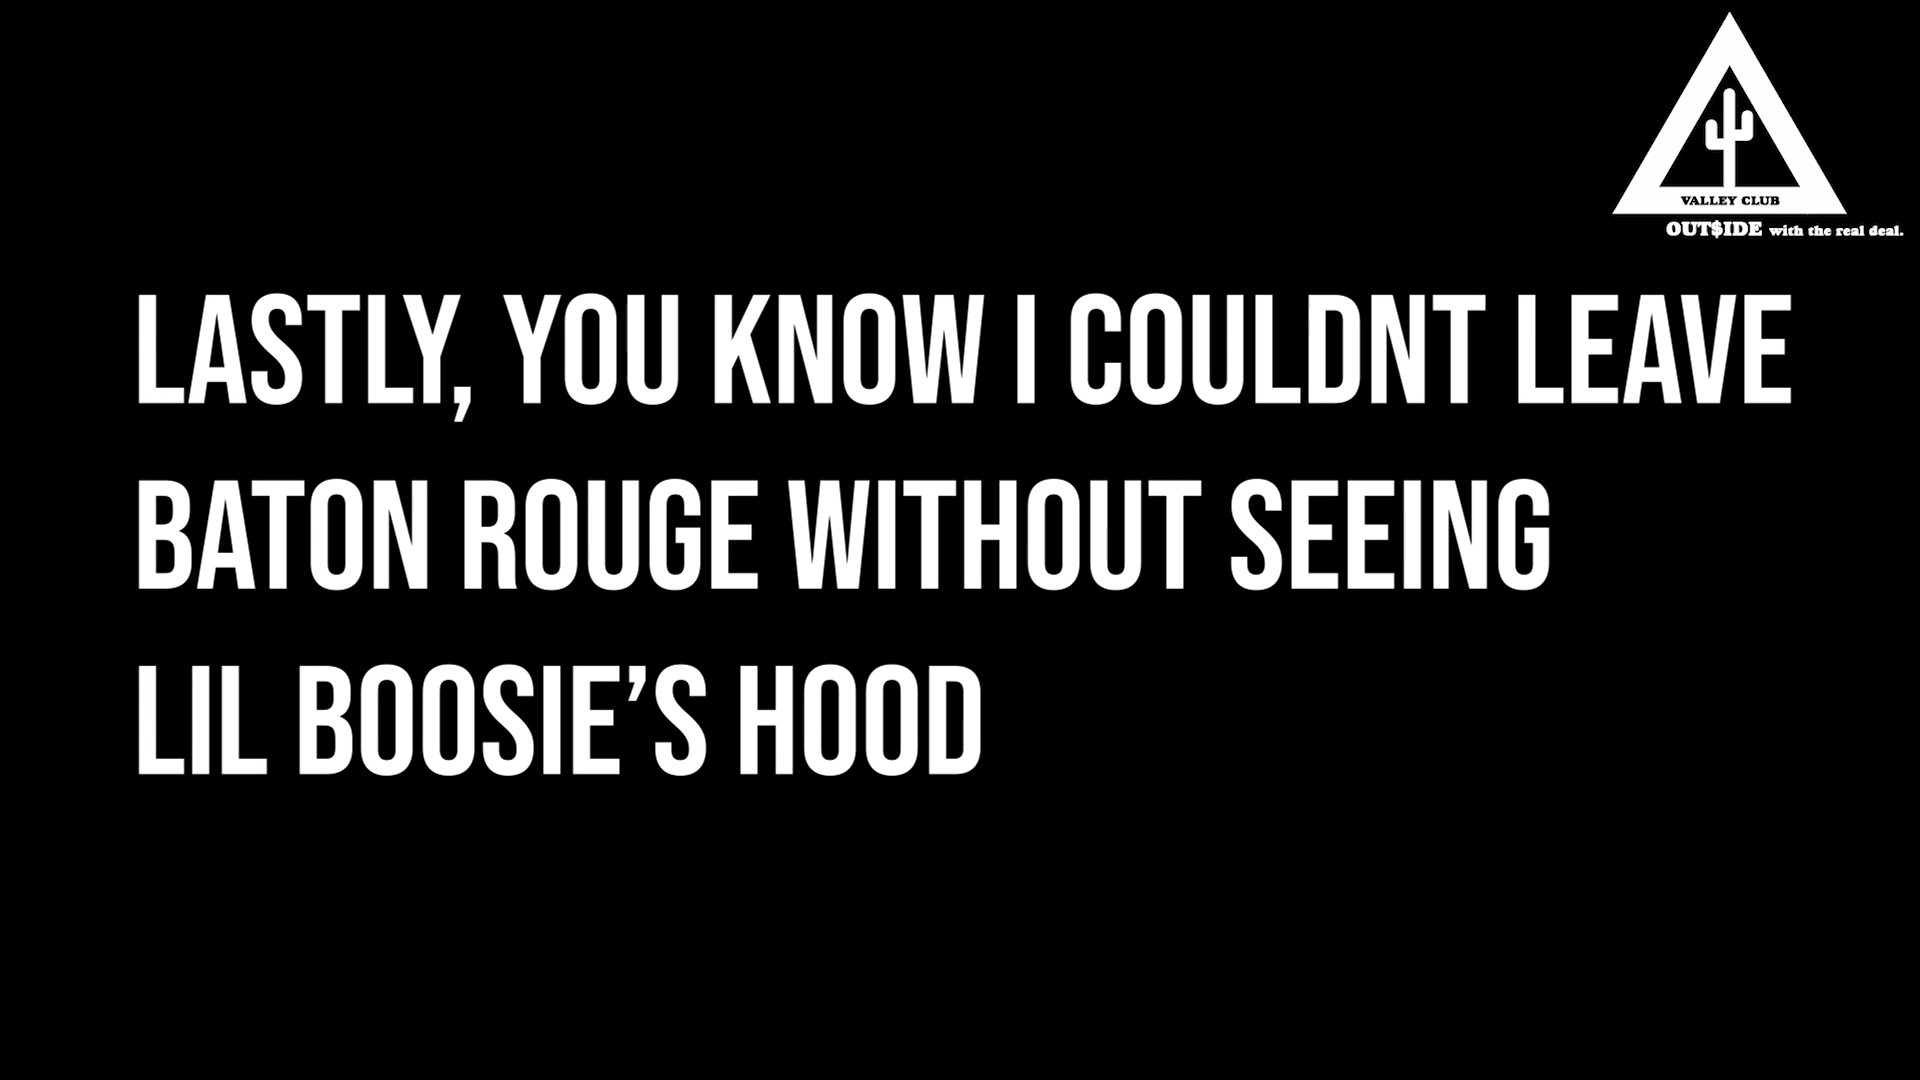 VALLEY CLUB
OUT$IDE with the real deal.
LASTLY, YOU KNOW I COULDNT LEAVE
BATON ROUGE WITHOUT SEEING
LIL BOOSIE’S HOOD